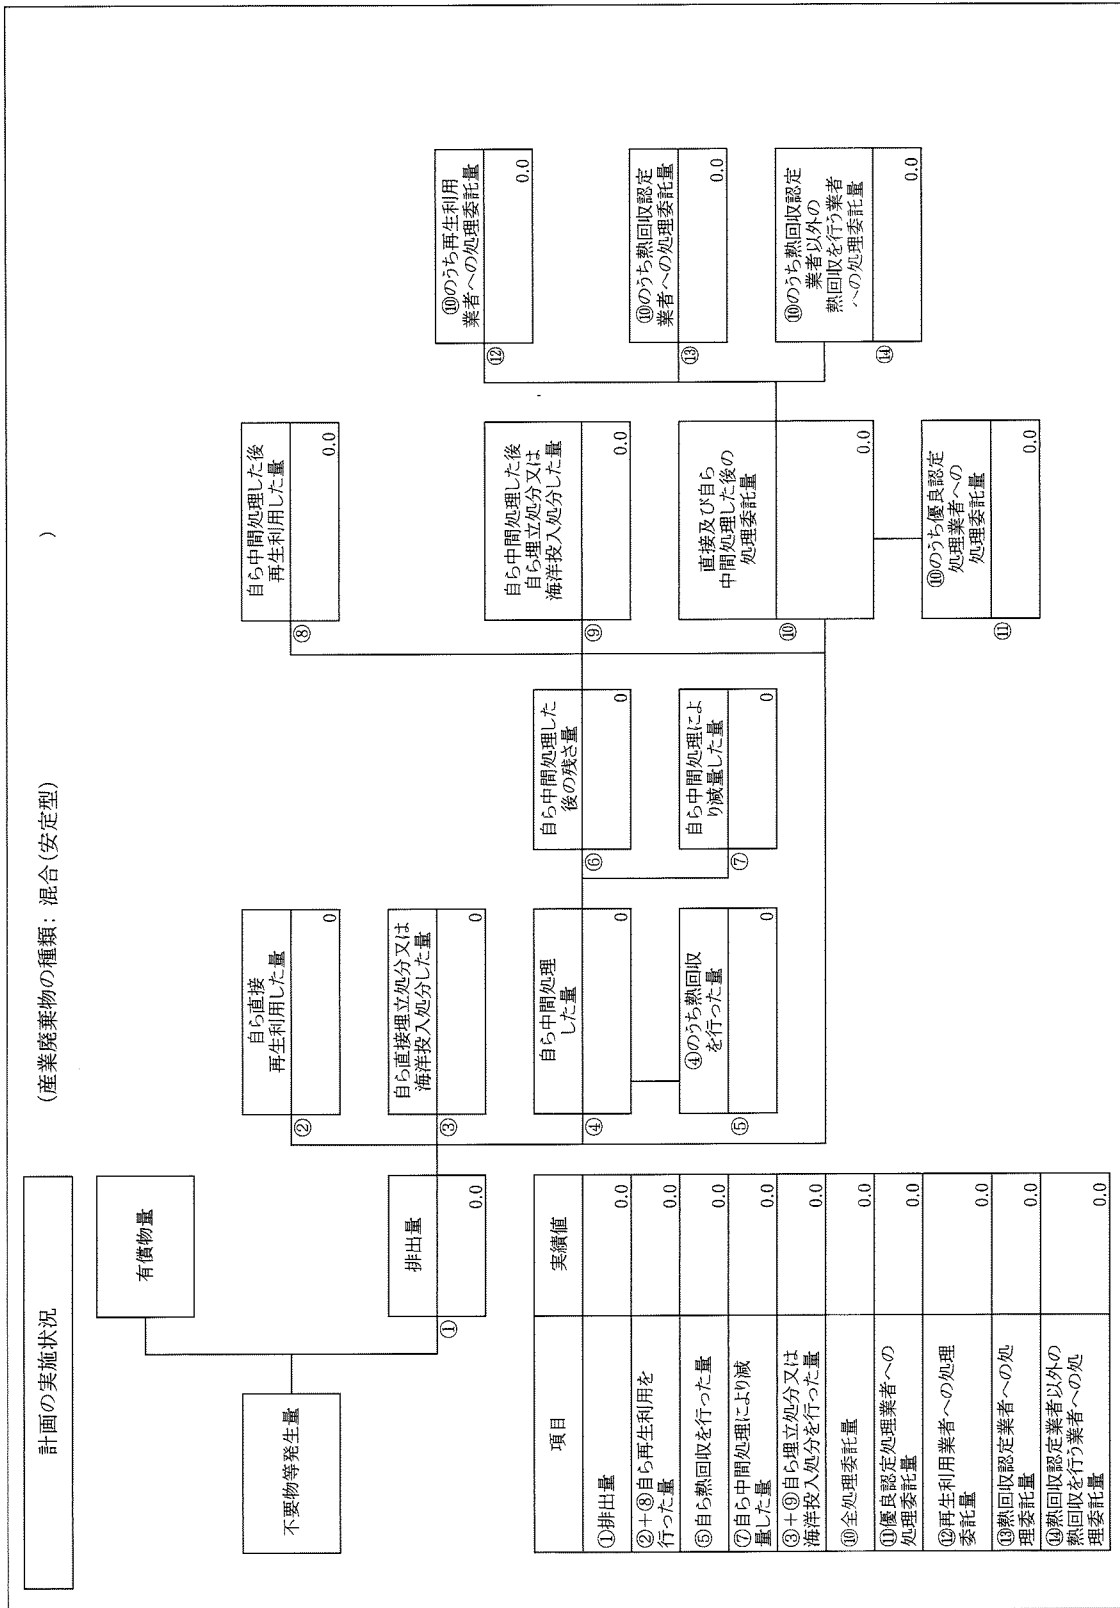 計画の実施状況
(産業廃棄物の種類: 混合(安定型)
)
不要物等発生量
有償物量
排出量
①
0.0
自ら直接
再生利用した量
②
0
自ら直接埋立処分又は
海洋投入処分した量
③
0
自ら中間処理
した量
④
0
④のうち熱回収
を行った量
⑤
0
自ら中間処理した
後の残さ量
⑥
0
自ら中間処理によ
り減量した量
⑦
0
自ら中間処理した後
再生利用した量
⑧
0.0
自ら中間処理した後
自ら埋立処分又は
海洋投入処分した量
⑨
0.0
直接及び自ら
中間処理した後の
処理委託量
⑩
0.0
⑩のうち優良認定
処理業者への
処理委託量
⑪
0.0
⑩のうち再生利用
業者への処理委託量
⑫
0.0
⑩のうち熱回収認定
業者への処理委託量
⑬
0.0
⑩のうち熱回収認定
業者以外の
熱回収を行う業者
への処理委託量
⑭
0.0
項目 実績値
①排出量 0.0
②+⑧自ら再生利用を
行った量 0.0
⑤自ら熱回収を行った量 0.0
⑦自ら中間処理により減
量した量 0.0
③+⑨自ら埋立処分又は
海洋投入処分を行った量 0.0
⑩全処理委託量 0.0
⑪優良認定処理業者への
処理委託量 0.0
⑫再生利用業者への処理
委託量 0.0
⑬熱回収認定業者への処
理委託量 0.0
⑭熱回収認定業者以外の
熱回収を行う業者への処
理委託量 0.0